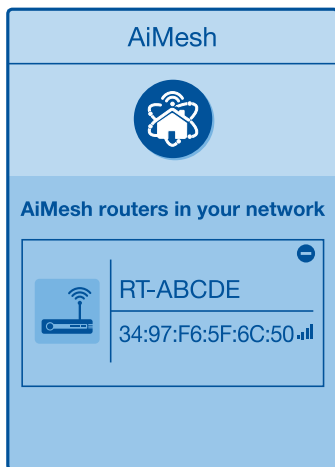 AiMesh
AiMesh routers in your network
RT-ABCDE
34:97:F6:5F:6C:50